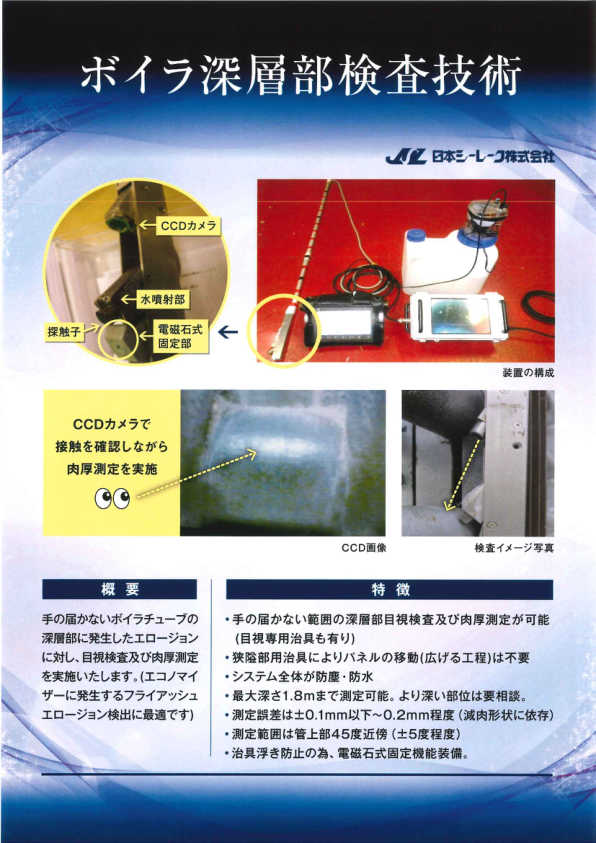 ボイラ深層部検査技術
日本シーレーク株式会社
CCDカメラ
水噴射部
探触子
電磁石式
固定部
装置の構成
CCDカメラで
接触を確認しながら
肉厚測定を実施
CCD画像
検査イメージ写真
概 要
手の届かないボイラチューブの
深層部に発生したエロージョン
に対し、目視検査及び肉厚測定
を実施いたします。(エコノマイ
ザーに発生するフライアッシュ
エロージョン検出に最適です)
特 徴
・手の届かない範囲の深層部目視検査及び肉厚測定が可能
(目視専用治具も有り)
・狭隘部用治具によりパネルの移動(広げる工程)は不要
・システム全体が防塵・防水
・最大深さ1.8mまで測定可能。より深い部位は要相談。
・測定誤差は±0.1mm以下~0.2mm程度(減肉形状に依存)
・測定範囲は管上部45度近傍(±5度程度)
・治具浮き防止の為、電磁石式固定機能装備。